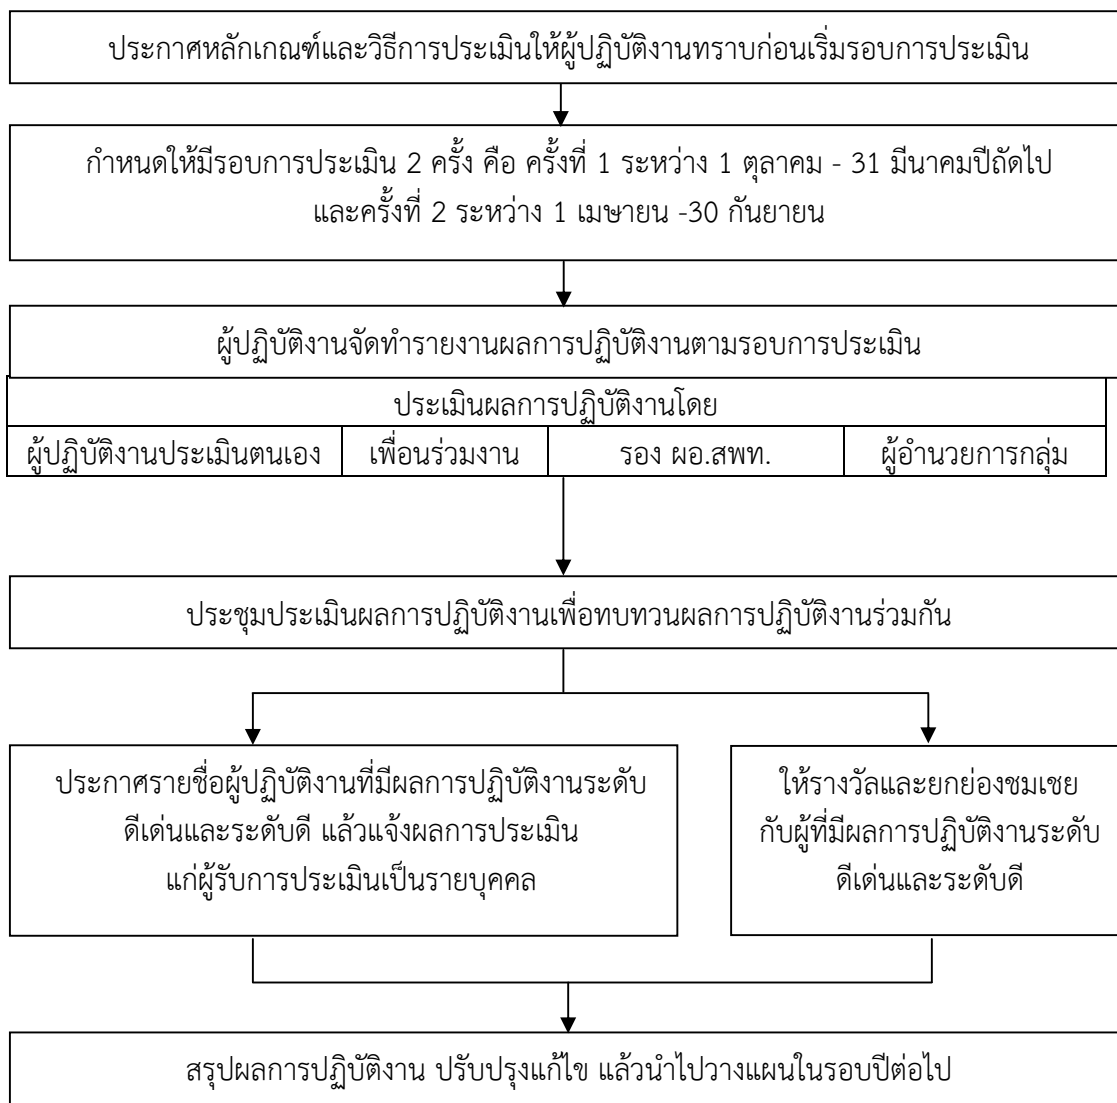 ประกาศหลักเกณฑ์และวิธีการประเมินให้ผู้ปฏิบัติงานทราบก่อนเริ่มรอบการประเมิน
กำหนดให้มีรอบการประเมิน 2 ครั้ง คือ ครั้งที่ 1 ระหว่าง 1 ตุลาคม - 31 มีนาคมปีถัดไป
และครั้งที่ 2 ระหว่าง 1 เมษายน -30 กันยายน
ผู้ปฏิบัติงานจัดทำรายงานผลการปฏิบัติงานตามรอบการประเมิน
ประเมินผลการปฏิบัติงานโดย
ผู้ปฏิบัติงานประเมินตนเอง
เพื่อนร่วมงาน
รอง ผอ.สพท.
ผู้อำนวยการกลุ่ม
ประชุมประเมินผลการปฏิบัติงานเพื่อทบทวนผลการปฏิบัติงานร่วมกัน
ประกาศรายชื่อผู้ปฏิบัติงานที่มีผลการปฏิบัติงานระดับ
ดีเด่นและระดับดี แล้วแจ้งผลการประเมิน
แก่ผู้รับการประเมินเป็นรายบุคคล
ให้รางวัลและยกย่องชมเชย
กับผู้ที่มีผลการปฏิบัติงานระดับ
ดีเด่นและระดับดี
สรุปผลการปฏิบัติงาน ปรับปรุงแก้ไข แล้วนำไปวางแผนในรอบปีต่อไป